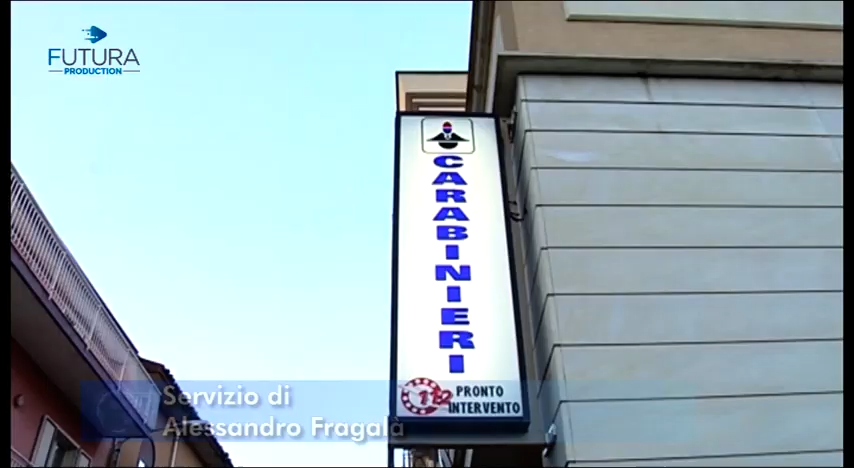 FUTURA
PRODUCTION
CARABINIERI
112 PRONTO
INTERVENTO
Servizio di
Alessandro Fragalà